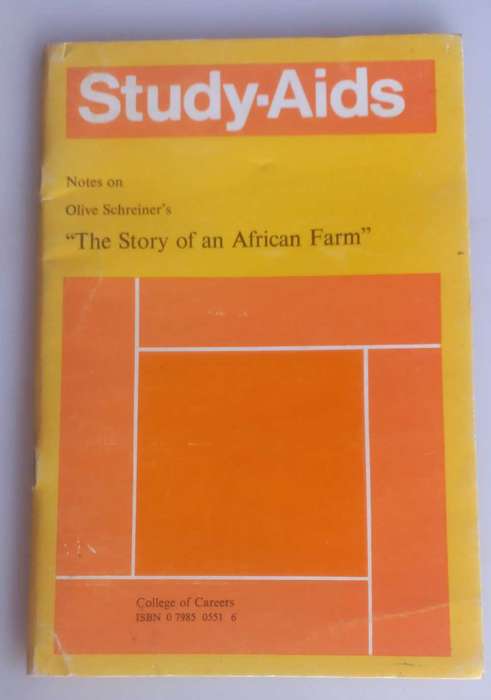 Study-Aids
Notes on
Olive Schreiner's
“The Story of an African Farm”
College of Careers
ISBN 0 7985 0551 6